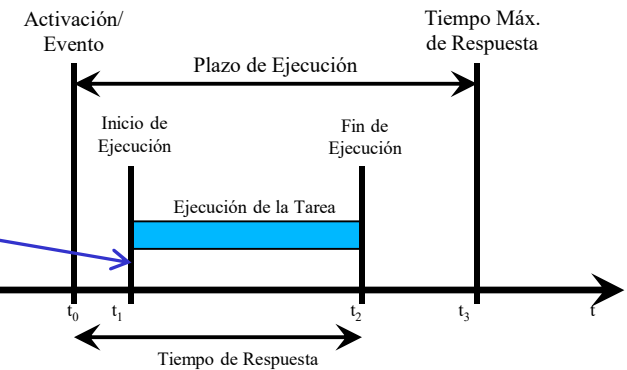 Activación/
Evento
Tiempo Máx.
de Respuesta
Plazo de Ejecución
Inicio de
Ejecución
Fin de
Ejecución
Ejecución de la Tarea
t0
t1
t2
t3
t
Tiempo de Respuesta